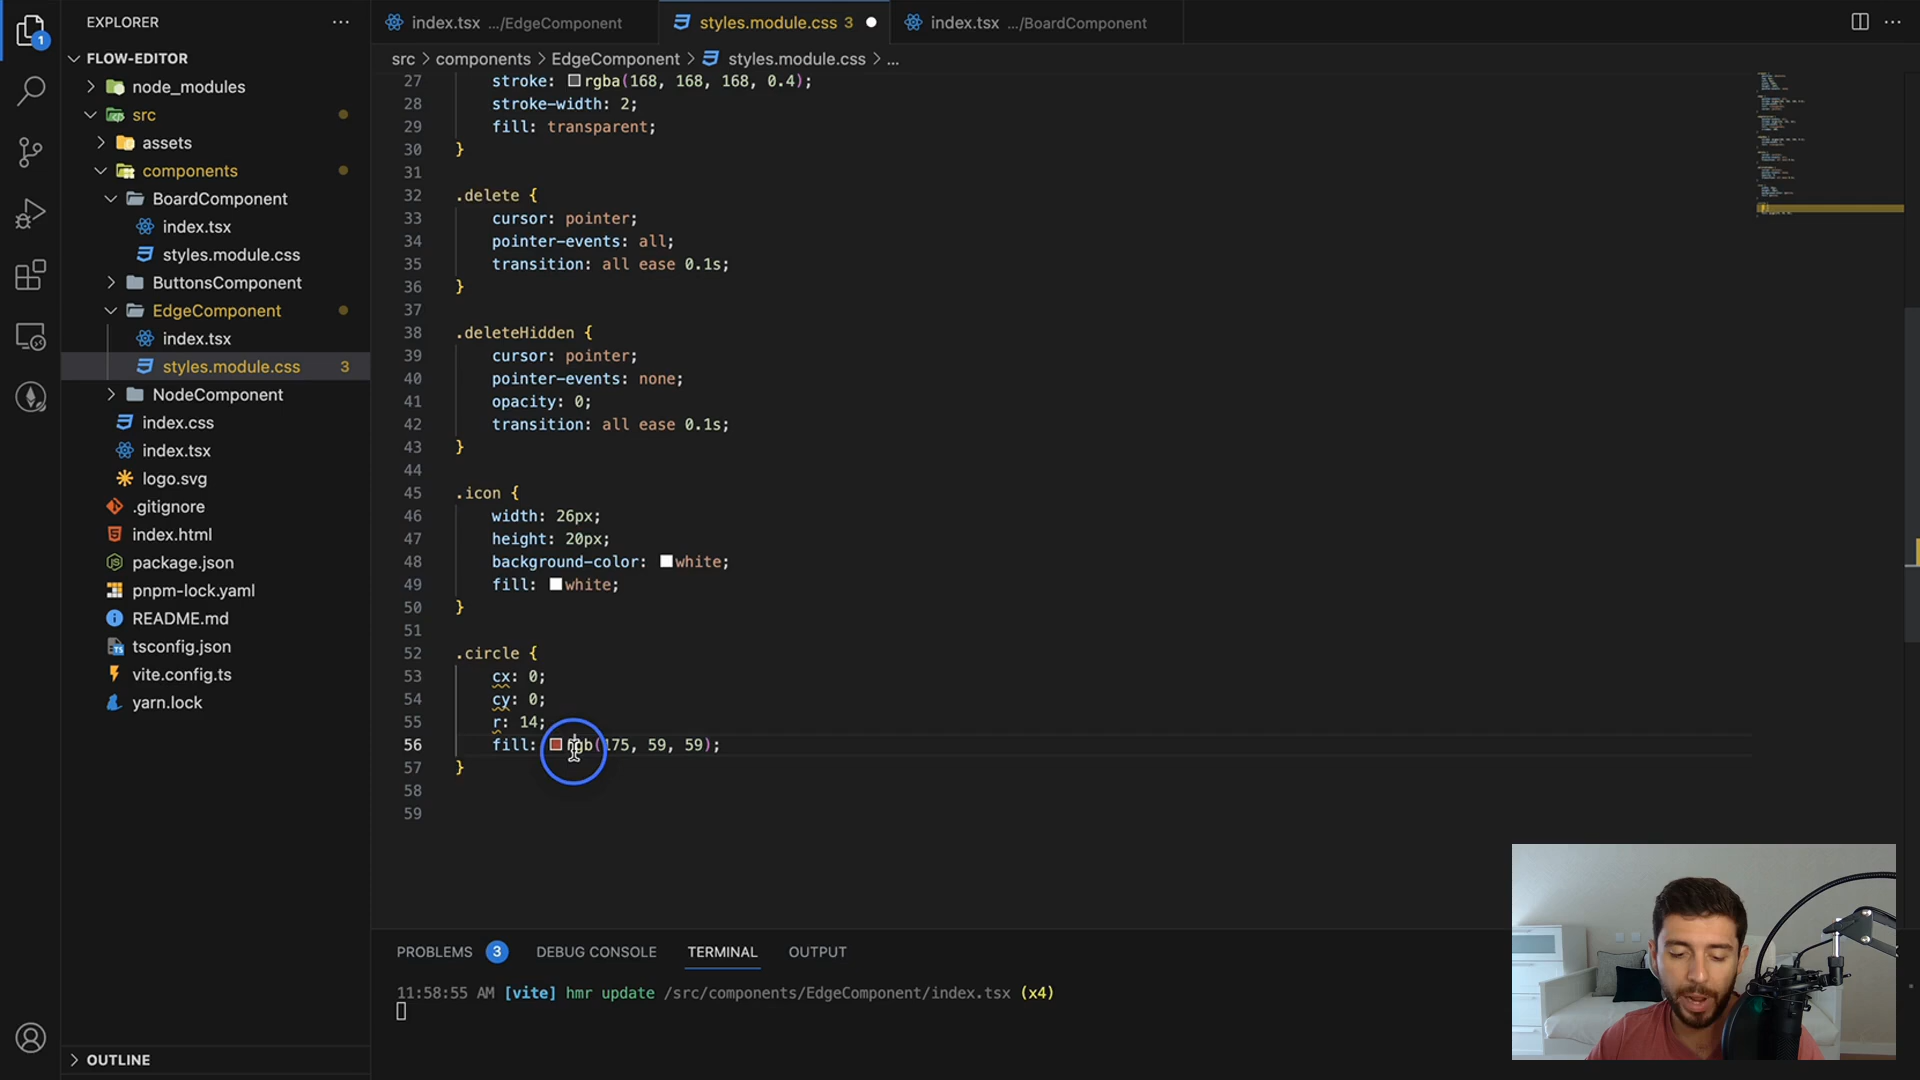 EXPLORER
FLOW-EDITOR
node_modules
src
assets
components
BoardComponent
index.tsx
styles.module.css
ButtonsComponent
EdgeComponent
index.tsx
styles.module.css 3
NodeComponent
index.css
index.tsx
logo.svg
.gitignore
index.html
package.json
pnpm-lock.yaml
README.md
tsconfig.json
vite.config.ts
yarn.lock
OUTLINE
1
index.tsx .../EdgeComponent
styles.module.css 3
index.tsx .../BoardComponent
src > components > EdgeComponent > styles.module.css > ...
27 stroke: rgba(168, 168, 168, 0.4);
28 stroke-width: 2;
29 fill: transparent;
30 }
31
32 .delete {
33 cursor: pointer;
34 pointer-events: all;
35 transition: all ease 0.1s;
36 }
37
38 .deleteHidden {
39 cursor: pointer;
40 pointer-events: none;
41 opacity: 0;
42 transition: all ease 0.1s;
43 }
44
45 .icon {
46 width: 26px;
47 height: 20px;
48 background-color: white;
49 fill: white;
50 }
51
52 .circle {
53 cx: 0;
54 cy: 0;
55 r: 14;
56 fill: rgb(175, 59, 59);
57 }
58
59
PROBLEMS 3 DEBUG CONSOLE TERMINAL OUTPUT
11:58:55 AM [vite] hmr update /src/components/EdgeComponent/index.tsx (x4)